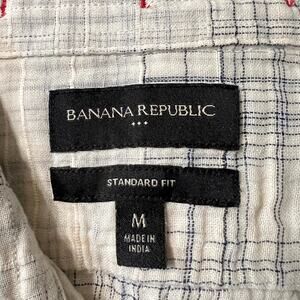 BANANA REPUBLIC
STANDARD FIT
M
MADE IN
INDIA